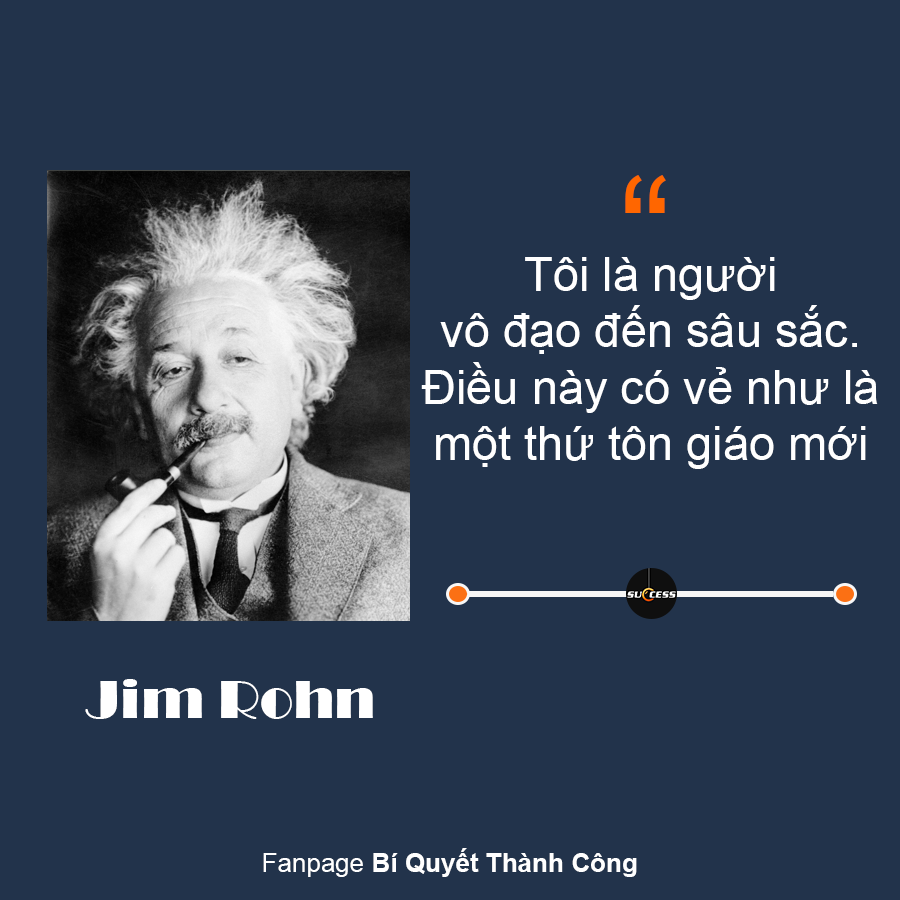 “
Tôi là người
vô đạo đến sâu sắc.
Điều này có vẻ như là
một thứ tôn giáo mới
SUCCESS
Jim Rohn
Fanpage Bí Quyết Thành Công